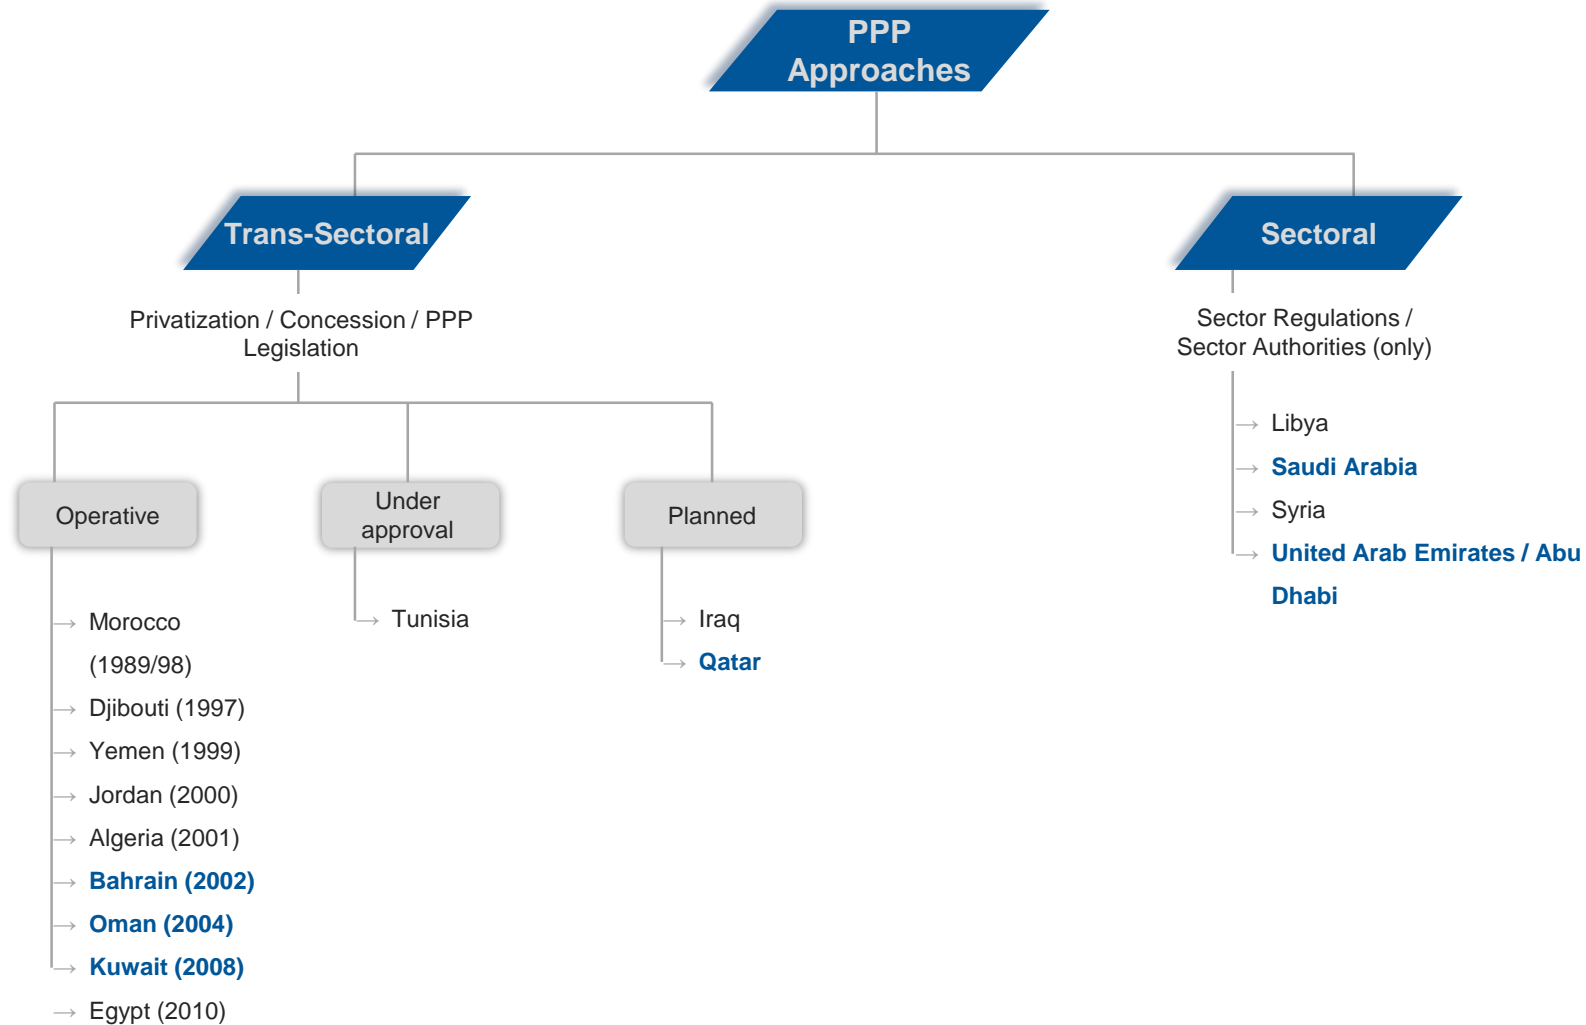 PPP
Approaches
Trans-Sectoral
Sectoral
Privatization / Concession / PPP
Legislation
Sector Regulations /
Sector Authorities (only)
Operative
Under
approval
Planned
→ Morocco
(1989/98)
→ Djibouti (1997)
→ Yemen (1999)
→ Jordan (2000)
→ Algeria (2001)
→ Bahrain (2002)
→ Oman (2004)
→ Kuwait (2008)
→ Egypt (2010)
→ Tunisia
→ Iraq
→ Qatar
→ Libya
→ Saudi Arabia
→ Syria
→ United Arab Emirates / Abu
Dhabi